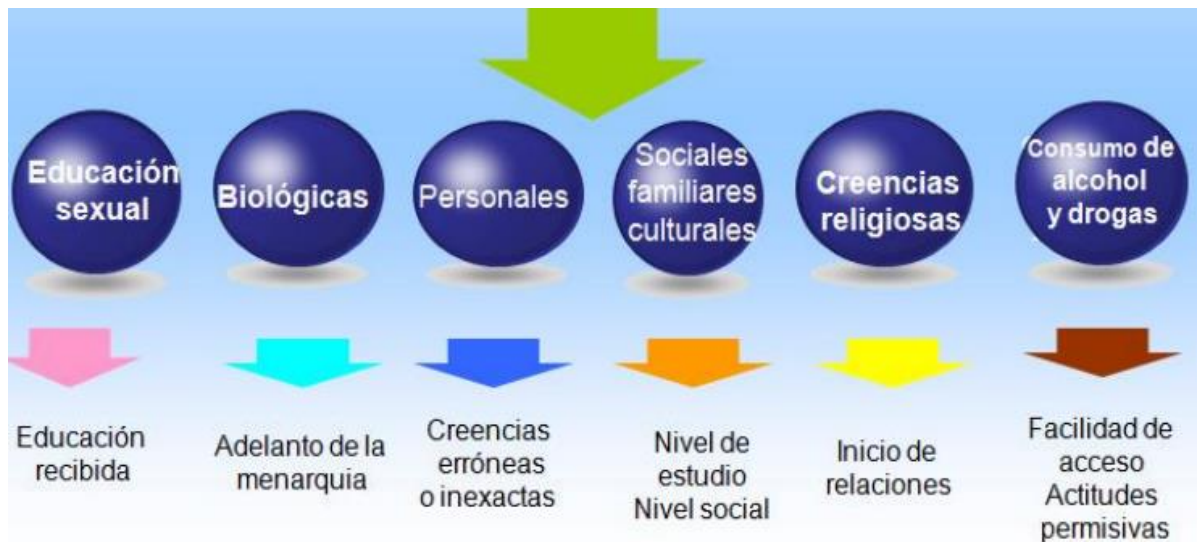 Educación
sexual
Biológicas
Personales
Sociales
familiares
culturales
Creencias
religiosas
Consumo de
alcohol
y drogas
Educación
recibida
Adelanto de la
menarquia
Creencias
erróneas
o inexactas
Nivel de
estudio
Nivel social
Inicio de
relaciones
Facilidad de
acceso
Actitudes
permisivas